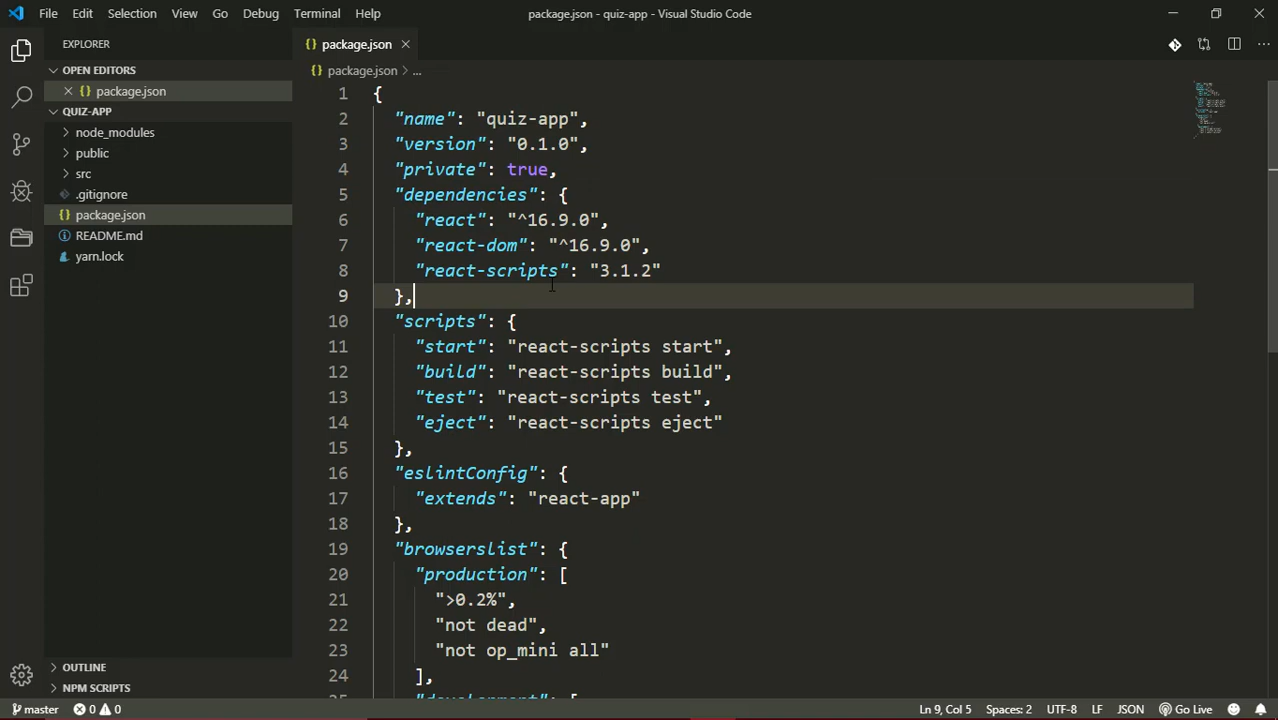 File Edit Selection View Go Debug Terminal Help package.json - quiz-app - Visual Studio Code
EXPLORER
OPEN EDITORS
{} package.json
QUIZ-APP
node_modules
public
src
.gitignore
{} package.json
README.md
yarn.lock
OUTLINE
NPM SCRIPTS
{} package.json
{} package.json > ...
1 {
2 "name": "quiz-app",
3 "version": "0.1.0",
4 "private": true,
5 "dependencies": {
6 "react": "^16.9.0",
7 "react-dom": "^16.9.0",
8 "react-scripts": "3.1.2"
9 },
10 "scripts": {
11 "start": "react-scripts start",
12 "build": "react-scripts build",
13 "test": "react-scripts test",
14 "eject": "react-scripts eject"
15 },
16 "eslintConfig": {
17 "extends": "react-app"
18 },
19 "browserslist": {
20 "production": [
21 ">0.2%",
22 "not dead",
23 "not op_mini all"
24 ],
25 "development": [
master 0 0 Ln 9, Col 5 Spaces: 2 UTF-8 LF JSON Go Live